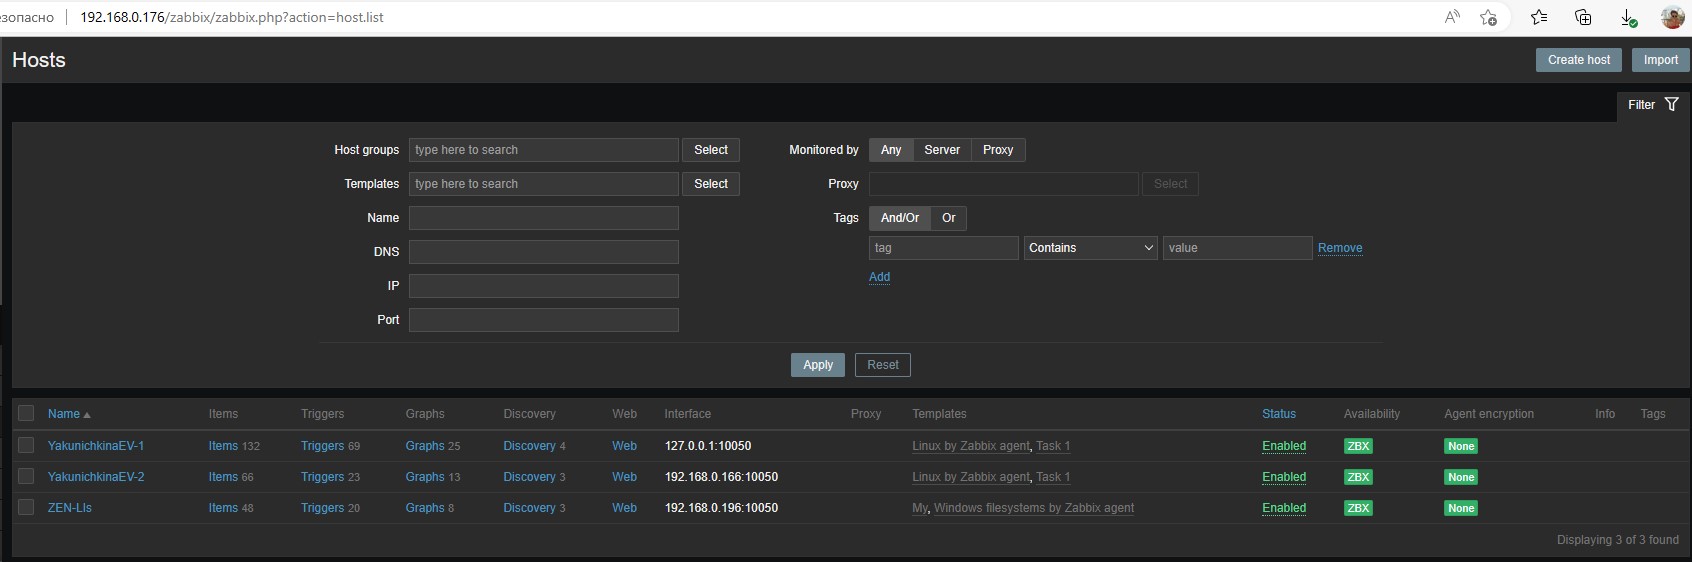 езопасно 192.168.0.176/zabbix/zabbix.php?action=host.list
Hosts Create host Import
Filter
Host groups type here to search Select Monitored by Any Server Proxy
Templates type here to search Select Proxy Select
Name Tags And/Or Or
DNS tag Contains value Remove
Add
IP
Port
Apply Reset
Name Items Triggers Graphs Discovery Web Interface Proxy Templates Status Availability Agent encryption Info Tags
YakunichkinaEV-1 Items 132 Triggers 69 Graphs 25 Discovery 4 Web 127.0.0.1:10050 Linux by Zabbix agent, Task 1 Enabled ZBX None
YakunichkinaEV-2 Items 66 Triggers 23 Graphs 13 Discovery 3 Web 192.168.0.166:10050 Linux by Zabbix agent, Task 1 Enabled ZBX None
ZEN-LIs Items 48 Triggers 20 Graphs 8 Discovery 3 Web 192.168.0.196:10050 My, Windows filesystems by Zabbix agent Enabled ZBX None
Displaying 3 of 3 found